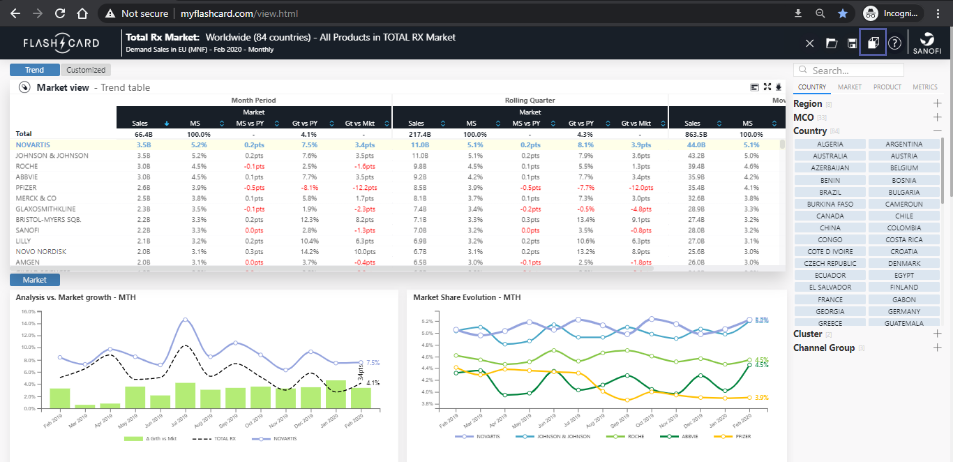 Not secure | myflashcard.com/view.html
Incogni...
FLASH CARD
Total Rx Market: Worldwide (84 countries) - All Products in TOTAL RX Market
Demand Sales in EU (MNF) - Feb 2020 - Monthly
SANOFI
Trend Customized
Market view - Trend table
Month Period Rolling Quarter Mov
Market Market
Sales MS MS vs PY Gt vs PY Gt vs Mkt Sales MS MS vs PY Gt vs PY Gt vs Mkt Sales MS
Total 66.4B 100.0% - 4.1% - 217.4B 100.0% - 4.3% - 863.5B 100.0%
NOVARTIS 3.5B 5.2% 0.2pts 7.5% 3.4pts 11.0B 5.1% 0.2pts 8.1% 3.9pts 44.0B 5.1%
JOHNSON & JOHNSON 3.5B 5.2% 0.2pts 7.6% 3.5pts 11.0B 5.1% 0.2pts 7.9% 3.6pts 43.2B 5.0%
ROCHE 3.0B 4.5% -0.1pts 2.5% -1.6pts 9.8B 4.5% 0.1pts 5.5% 1.3pts 39.4B 4.6%
ABBVIE 3.0B 4.5% 0.1pts 7.7% 3.5pts 9.2B 4.2% 0.1pts 7.7% 3.4pts 35.9B 4.2%
PFIZER 2.6B 3.9% -0.5pts -8.1% -12.2pts 8.5B 3.9% -0.5pts -7.7% -12.0pts 35.4B 4.1%
MERCK & CO 2.5B 3.8% 0.1pts 5.8% 1.7pts 8.1B 3.7% 0.1pts 7.3% 3.0pts 32.6B 3.8%
GLAXOSMITHKLINE 2.3B 3.5% -0.1pts 1.9% -2.3pts 7.4B 3.4% -0.2pts -0.5% -4.8pts 28.9B 3.3%
BRISTOL-MYERS SQB. 2.2B 3.3% 0.2pts 12.3% 8.2pts 7.1B 3.3% 0.3pts 13.4% 9.1pts 27.4B 3.2%
SANOFI 2.2B 3.3% 0.0pts 2.8% -1.3pts 7.0B 3.2% 0.0pts 3.5% -0.8pts 28.0B 3.2%
LILLY 2.1B 3.2% 0.2pts 10.4% 6.3pts 6.9B 3.2% 0.2pts 10.6% 6.3pts 27.0B 3.1%
NOVO NORDISK 2.0B 3.1% 0.3pts 14.2% 10.0pts 6.7B 3.1% 0.2pts 13.2% 8.9pts 25.6B 3.0%
AMGEN 2.0B 3.1% 0.0pts 3.7% -0.4pts 6.5B 3.0% -0.1pts 2.5% -1.8pts 26.0B 3.0%
Market
Analysis vs. Market growth - MTH
16.0%
14.0%
12.0%
10.0%
8.0%
6.0%
4.0%
2.0%
0.0%
7.5%
4.1%
3.4pts
Feb 2019 Mar 2019 Apr 2019 May 2019 Jun 2019 Jul 2019 Aug 2019 Sep 2019 Oct 2019 Nov 2019 Dec 2019 Jan 2020 Feb 2020
Δ Gth vs Mkt TOTAL RX NOVARTIS
Market Share Evolution - MTH
5.2%
5.0%
4.8%
4.6%
4.4%
4.2%
4.0%
3.8%
5.2%
4.5%
4.5%
3.9%
Feb 2019 Mar 2019 Apr 2019 May 2019 Jun 2019 Jul 2019 Aug 2019 Sep 2019 Oct 2019 Nov 2019 Dec 2019 Jan 2020 Feb 2020
NOVARTIS JOHNSON & JOHNSON ROCHE ABBVIE PFIZER
Search...
COUNTRY MARKET PRODUCT METRICS
Region
MCO
Country
ALGERIA ARGENTINA
AUSTRALIA AUSTRIA
AZERBAIJAN BELGIUM
BENIN BOSNIA
BRAZIL BULGARIA
BURKINA FASO CAMEROUN
CANADA CHILE
CHINA COLOMBIA
CONGO COSTA RICA
COTE D IVOIRE CROATIA
CZECH REPUBLIC DENMARK
ECUADOR EGYPT
EL SALVADOR FINLAND
FRANCE GABON
GEORGIA GERMANY
GREECE GUATEMALA
Cluster
Channel Group